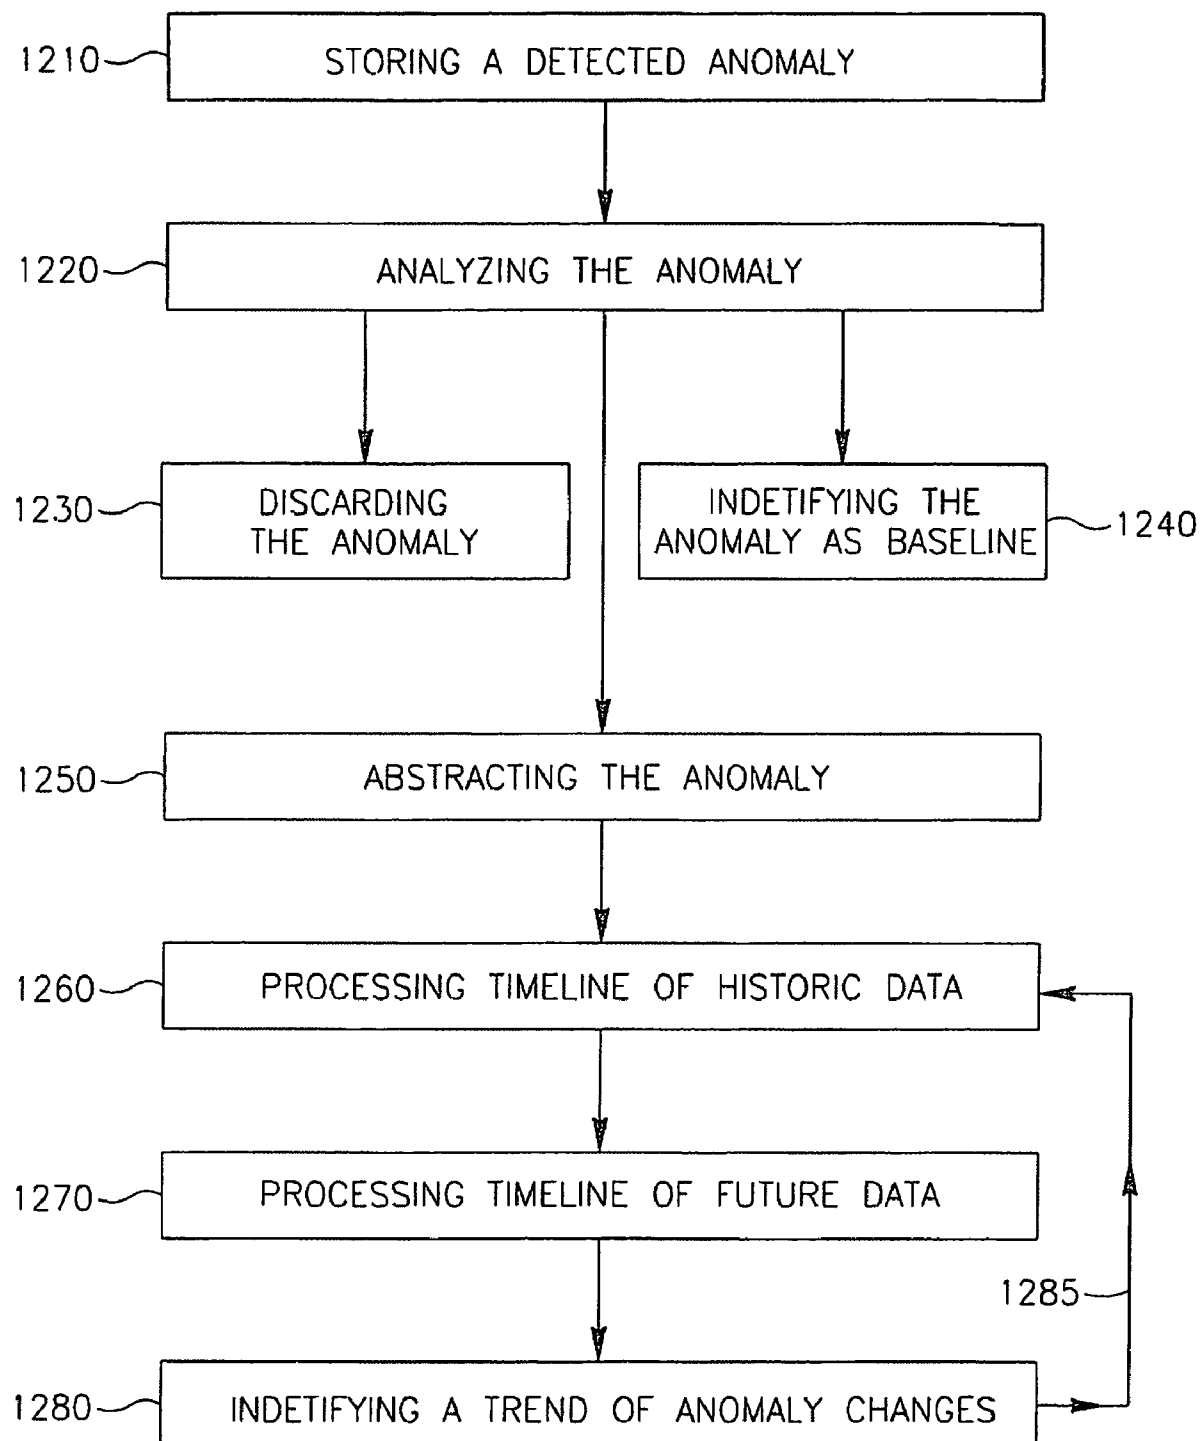 1210
STORING A DETECTED ANOMALY
1220
ANALYZING THE ANOMALY
1230
DISCARDING
THE ANOMALY
INDETIFYING THE
ANOMALY AS BASELINE
1240
1250
ABSTRACTING THE ANOMALY
1260
PROCESSING TIMELINE OF HISTORIC DATA
1270
PROCESSING TIMELINE OF FUTURE DATA
1285
1280
INDETIFYING A TREND OF ANOMALY CHANGES